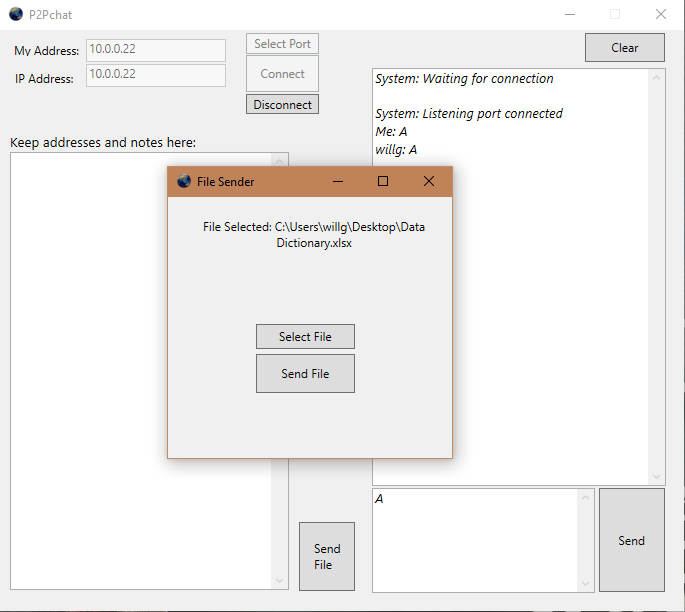 P2Pchat
My Address: 10.0.0.22
Select Port
Clear
IP Address: 10.0.0.22
Connect
Disconnect
System: Waiting for connection
System: Listening port connected
Me: A
willg: A
Keep addresses and notes here:
File Sender
File Selected: C:\Users\willg\Desktop\Data
Dictionary.xlsx
Select File
Send File
A
Send
File
Send